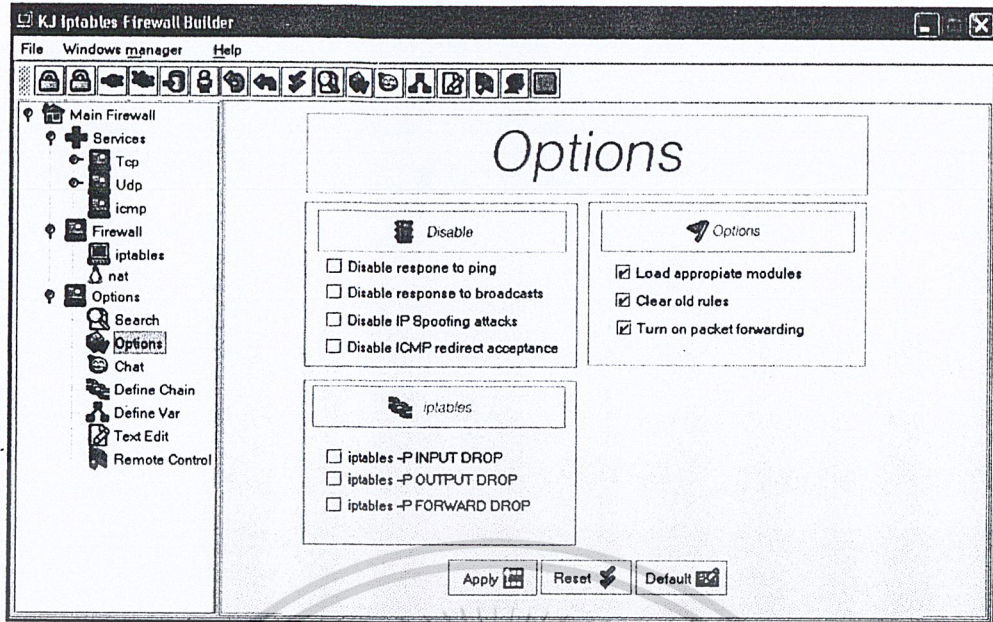 KJ Iptables Firewall Builder
File Windows manager Help
Main Firewall
Services
Tcp
Udp
icmp
Firewall
iptables
nat
Options
Search
Options
Chat
Define Chain
Define Var
Text Edit
Remote Control
Options
Disable
Disable respone to ping
Disable response to broadcasts
Disable IP Spoofing attacks
Disable ICMP redirect acceptance
Options
Load appropiate modules
Clear old rules
Turn on packet forwarding
iptables
iptables -P INPUT DROP
iptables -P OUTPUT DROP
iptables -P FORWARD DROP
Apply Reset Default